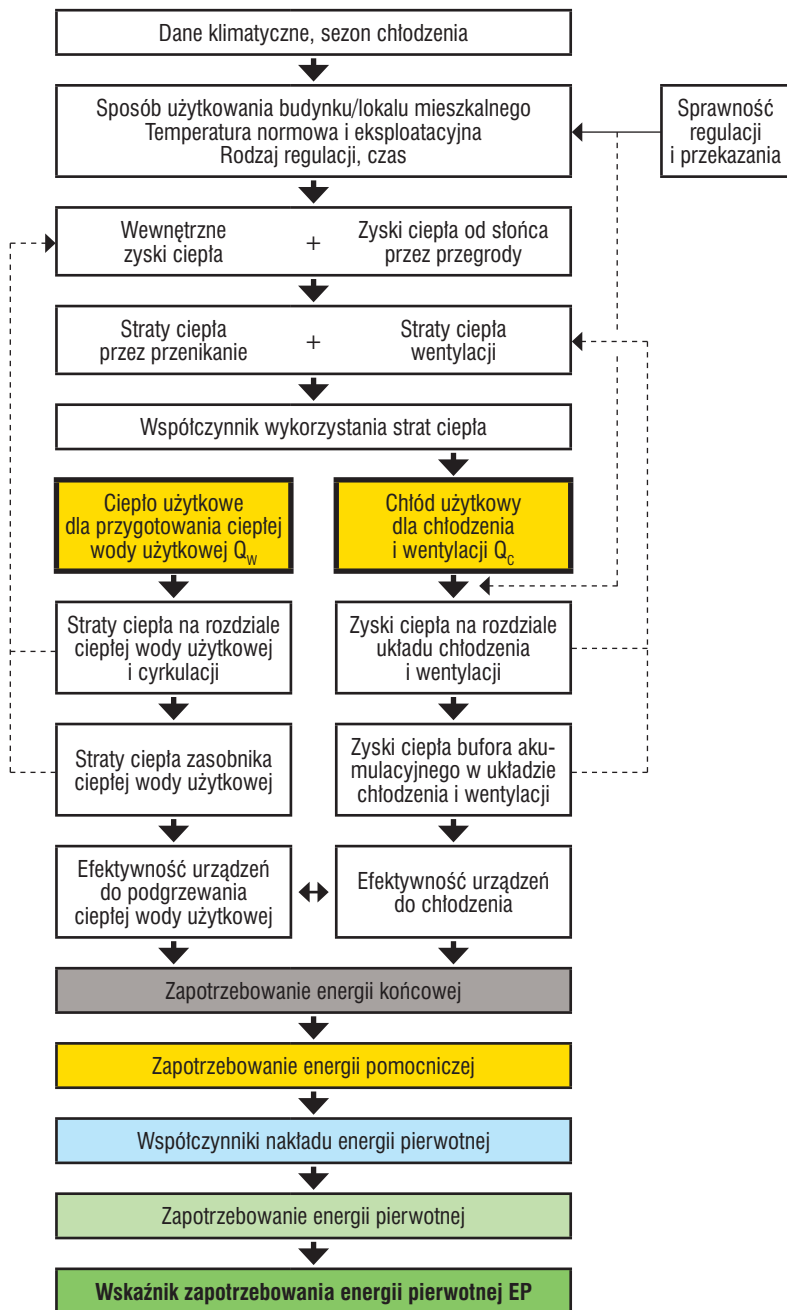 Dane klimatyczne, sezon chłodzenia
Sposób użytkowania budynku/lokalu mieszkalnego
Temperatura normowa i eksploatacyjna
Rodzaj regulacji, czas
Sprawność
regulacji
i przekazania
Wewnętrzne
zyski ciepła
+
Zyski ciepła od słońca
przez przegrody
Straty ciepła
przez przenikanie
+
Straty ciepła
wentylacji
Współczynnik wykorzystania strat ciepła
Ciepło użytkowe
dla przygotowania ciepłej
wody użytkowej Qw
Chłód użytkowy
dla chłodzenia
i wentylacji Qc
Straty ciepła na rozdziale
ciepłej wody użytkowej
i cyrkulacji
Zyski ciepła na rozdziale
układu chłodzenia
i wentylacji
Straty ciepła zasobnika
ciepłej wody użytkowej
Zyski ciepła bufora aku-
mulacyjnego w układzie
chłodzenia i wentylacji
Efektywność urządzeń
do podgrzewania
ciepłej wody użytkowej
Efektywność urządzeń
do chłodzenia
Zapotrzebowanie energii końcowej
Zapotrzebowanie energii pomocniczej
Współczynniki nakładu energii pierwotnej
Zapotrzebowanie energii pierwotnej
Wskaźnik zapotrzebowania energii pierwotnej EP